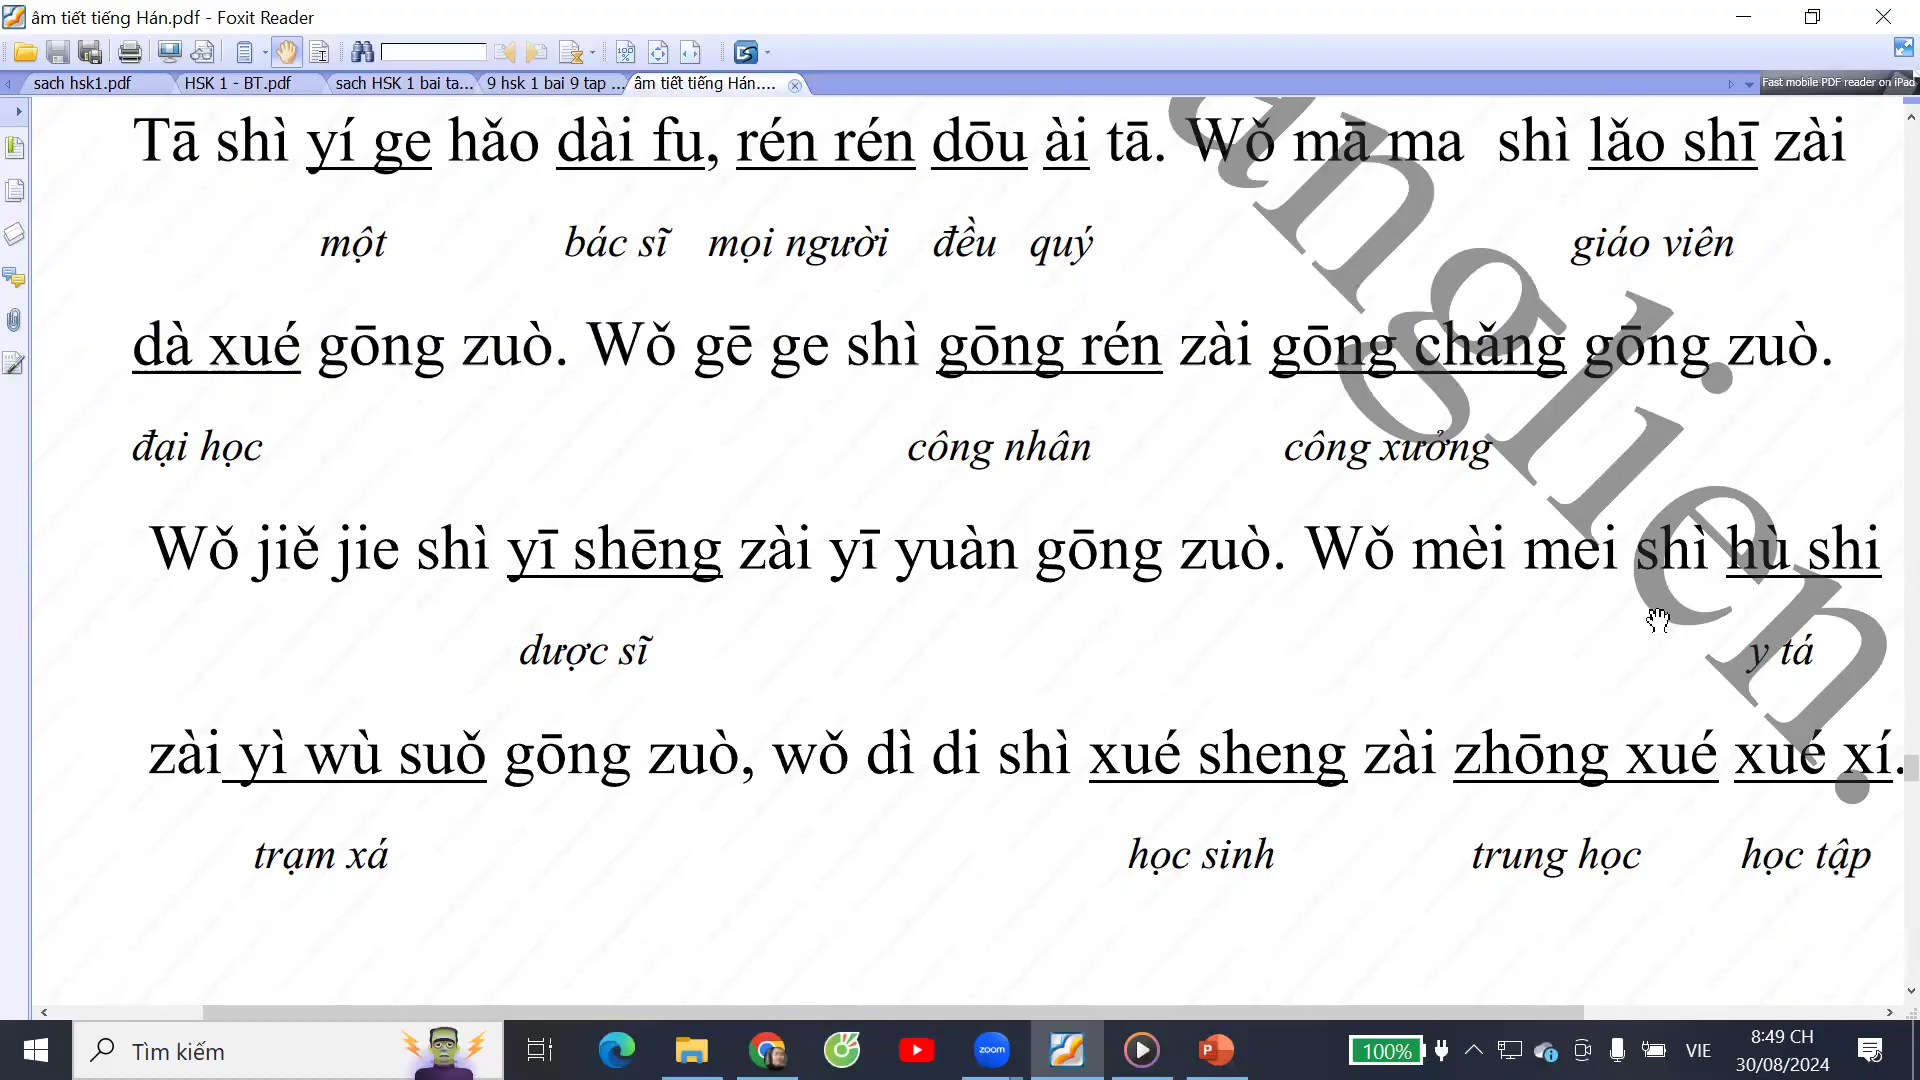 âm tiết tiếng Hán.pdf - Foxit Reader
sach hsk1.pdf HSK 1 - BT.pdf sach HSK 1 bai ta... 9 hsk 1 bai 9 tap ... âm tiết tiếng Hán.... Fast mobile PDF reader on iPad
Tā shì yí ge hǎo dài fu, rén rén dōu ài tā. Wǒ mā ma shì lǎo shī zài
một bác sĩ mọi người đều quý giáo viên
dà xué gōng zuò. Wǒ gē ge shì gōng rén zài gōng chǎng gōng zuò.
đại học công nhân công xưởng
Wǒ jiě jie shì yī shēng zài yī yuàn gōng zuò. Wǒ mèi mei shì hù shi
dược sĩ y tá
zài yì wù suǒ gōng zuò, wǒ dì di shì xué sheng zài zhōng xué xué xí.
trạm xá học sinh trung học học tập
anglien.
Tìm kiếm
zoom
100%
VIE
8:49 CH
30/08/2024